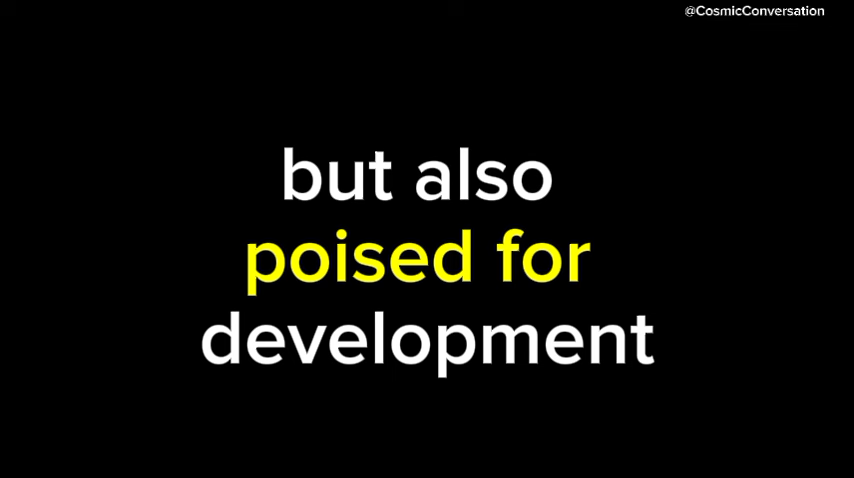 @CosmicConversation
but also
poised for
development